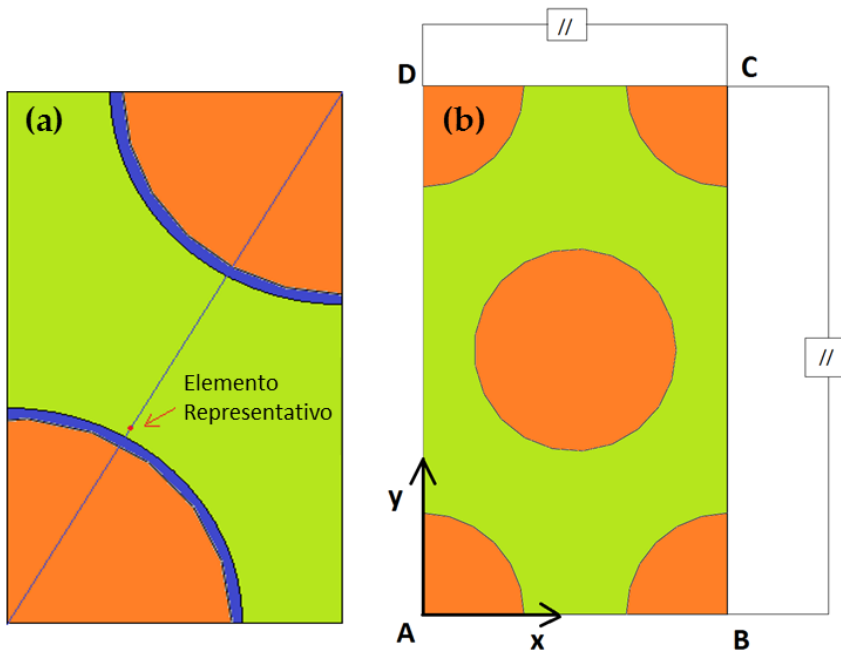 (a)
Elemento
Representativo
//
D
C
(b)
//
y
A
x
B